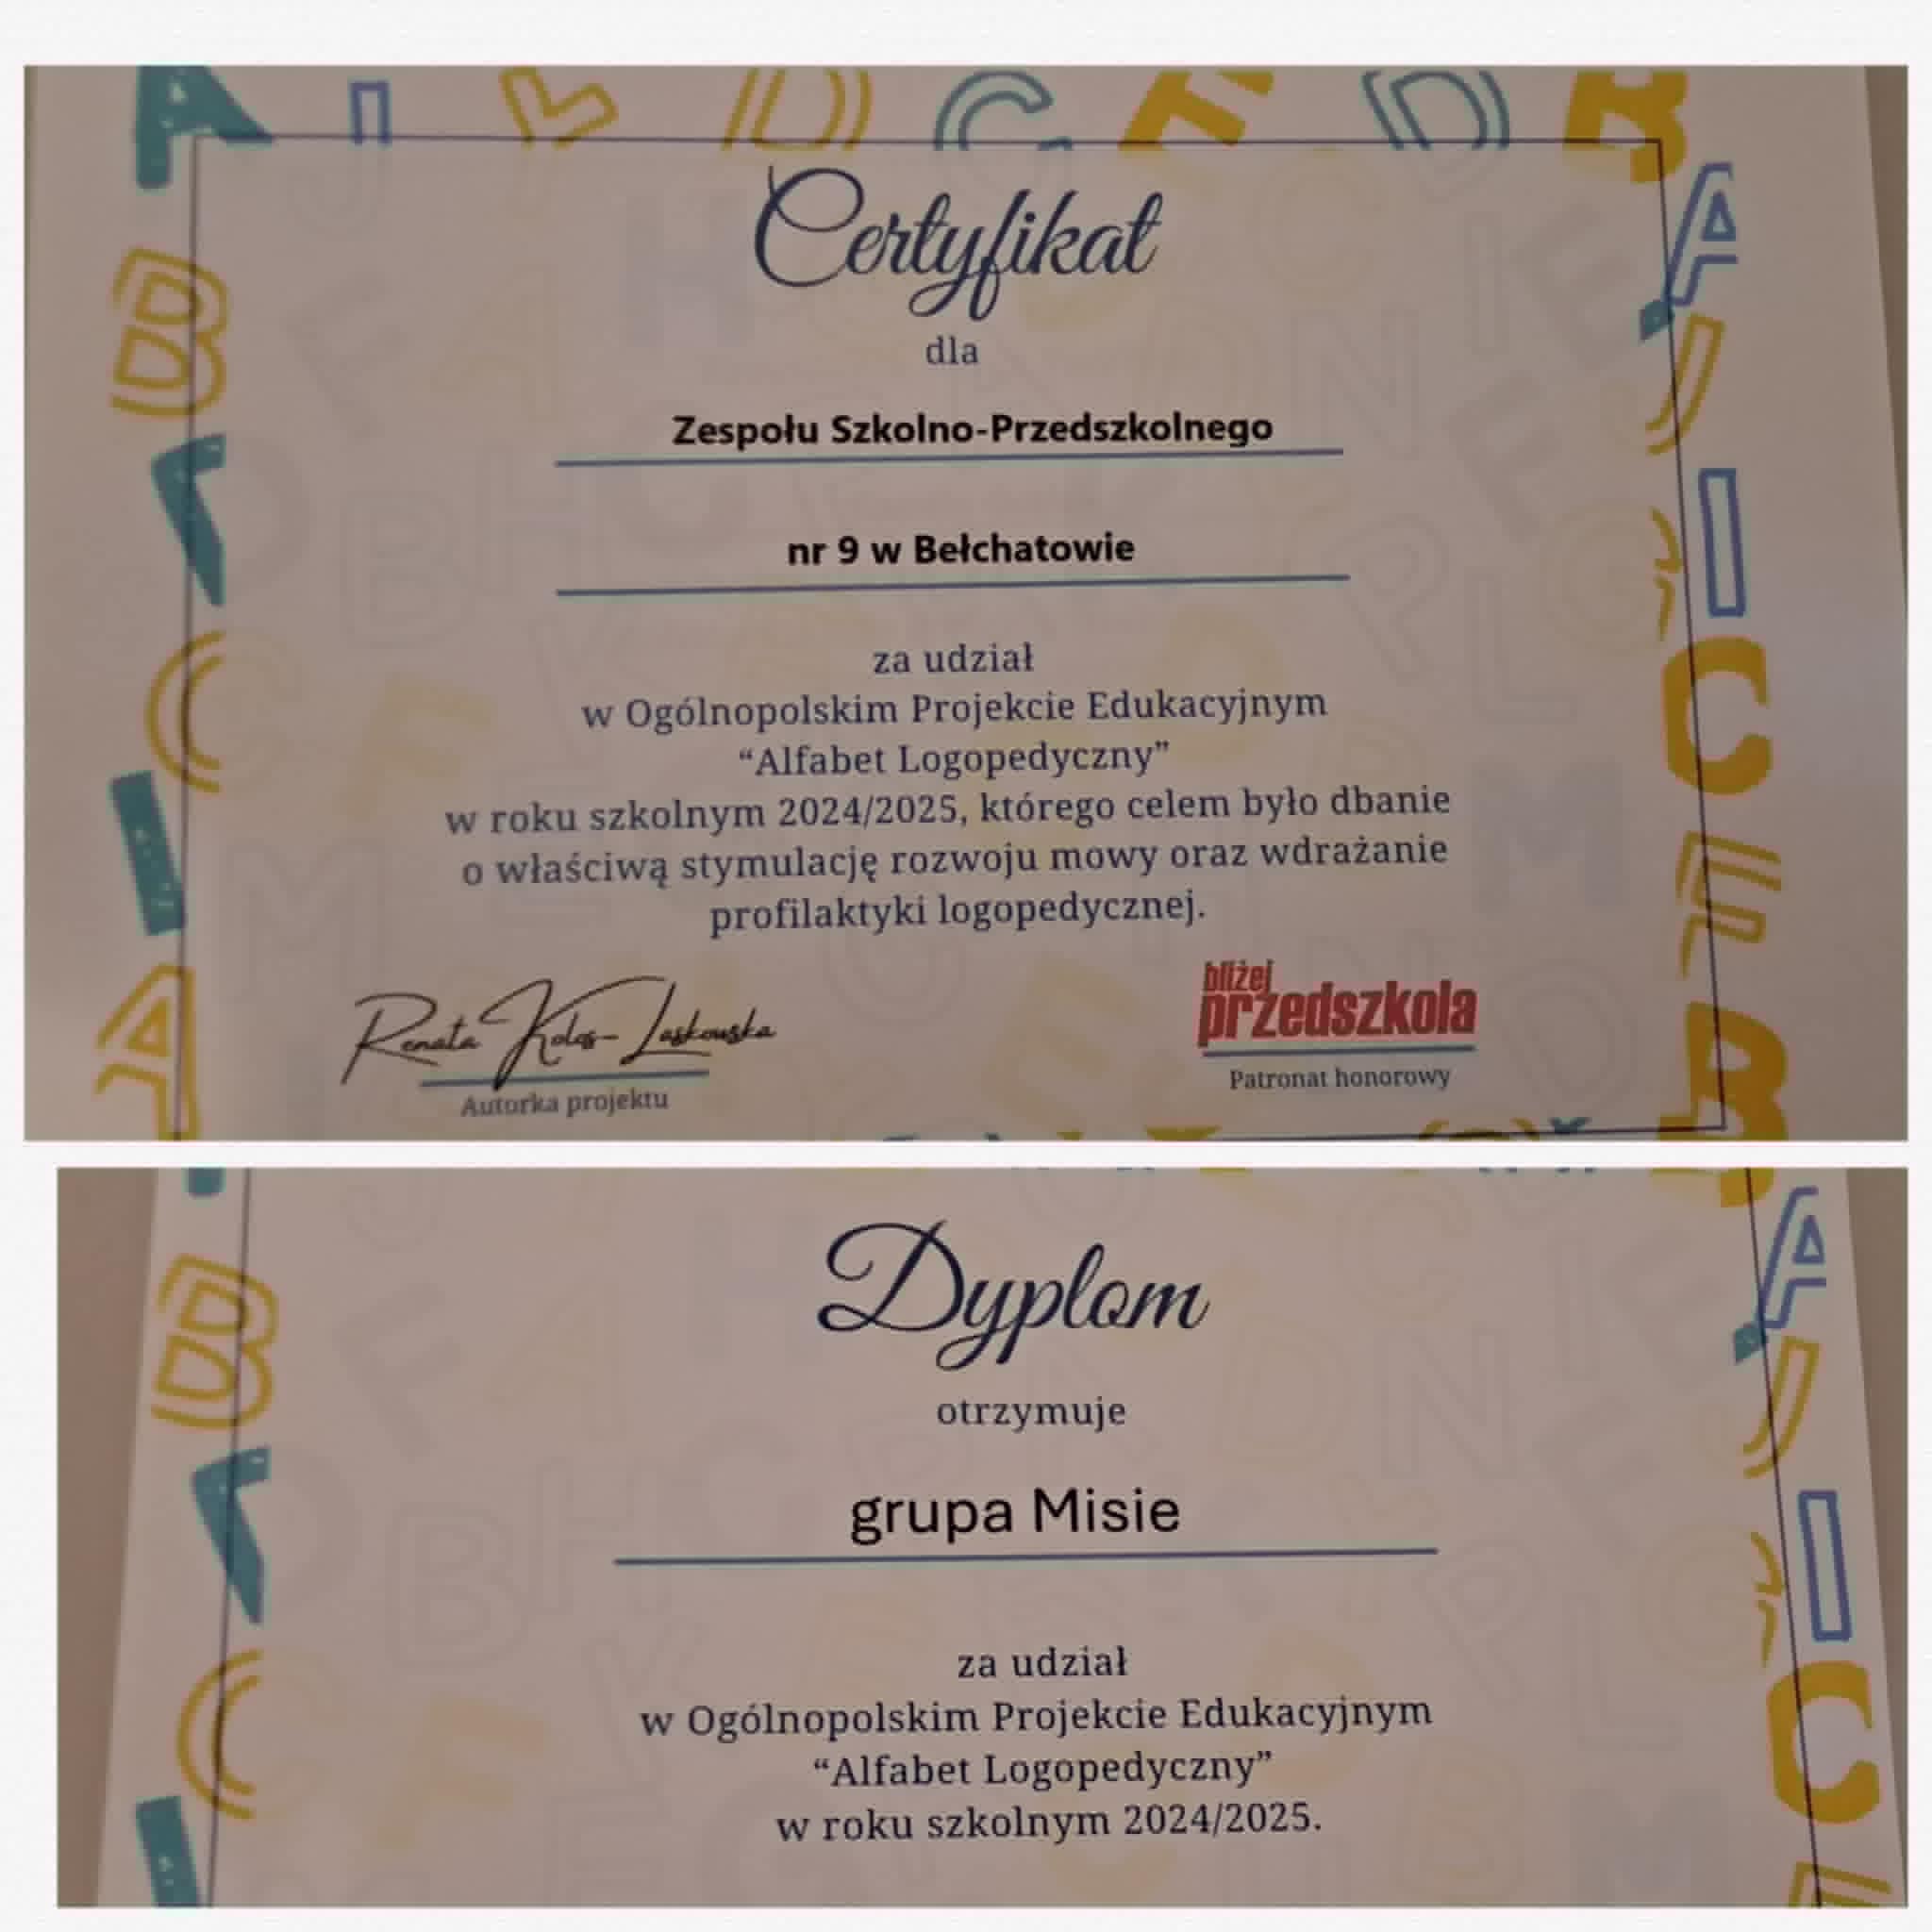 Certyfikat
dla
Zespołu Szkolno-Przedszkolnego
nr 9 w Bełchatowie
za udział
w Ogólnopolskim Projekcie Edukacyjnym
“Alfabet Logopedyczny”
w roku szkolnym 2024/2025, którego celem było dbanie
o właściwą stymulację rozwoju mowy oraz wdrażanie
profilaktyki logopedycznej.
Renata Kolos-Laskowska
Autorka projektu
bliżej
przedszkola
Patronat honorowy
Dyplom
otrzymuje
grupa Misie
za udział
w Ogólnopolskim Projekcie Edukacyjnym
“Alfabet Logopedyczny”
w roku szkolnym 2024/2025.